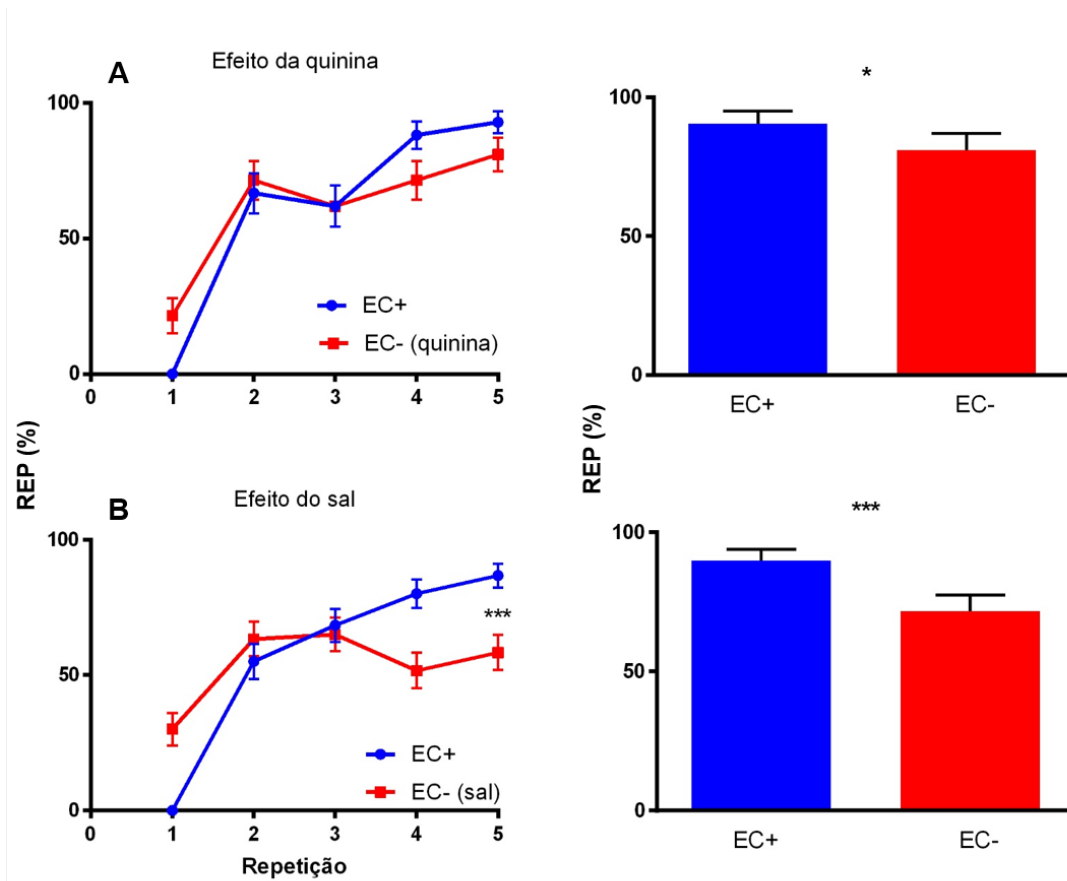 A
Efeito da quinina
100
50
0
0 1 2 3 4 5
EC+
EC- (quinina)
*
100
50
0
EC+ EC-
REP (%)
REP (%)
B
Efeito do sal
100
50
0
0 1 2 3 4 5
***
EC+
EC- (sal)
Repetição
***
100
50
0
EC+ EC-